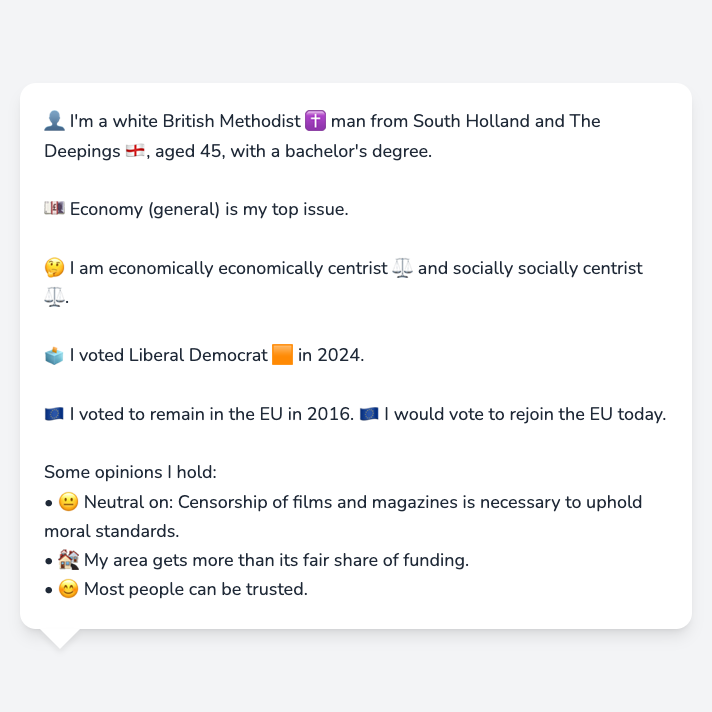 👤 I'm a white British Methodist ✝️ man from South Holland and The
Deepings 🏴󠁧󠁢󠁥󠁮󠁧󠁿, aged 45, with a bachelor's degree.
💷 Economy (general) is my top issue.
🤔 I am economically economically centrist ⚖️ and socially socially centrist
⚖️.
🗳️ I voted Liberal Democrat 🟧 in 2024.
🇪🇺 I voted to remain in the EU in 2016. 🇪🇺 I would vote to rejoin the EU today.
Some opinions I hold:
• 😐 Neutral on: Censorship of films and magazines is necessary to uphold
moral standards.
• 🏘️ My area gets more than its fair share of funding.
• 😊 Most people can be trusted.